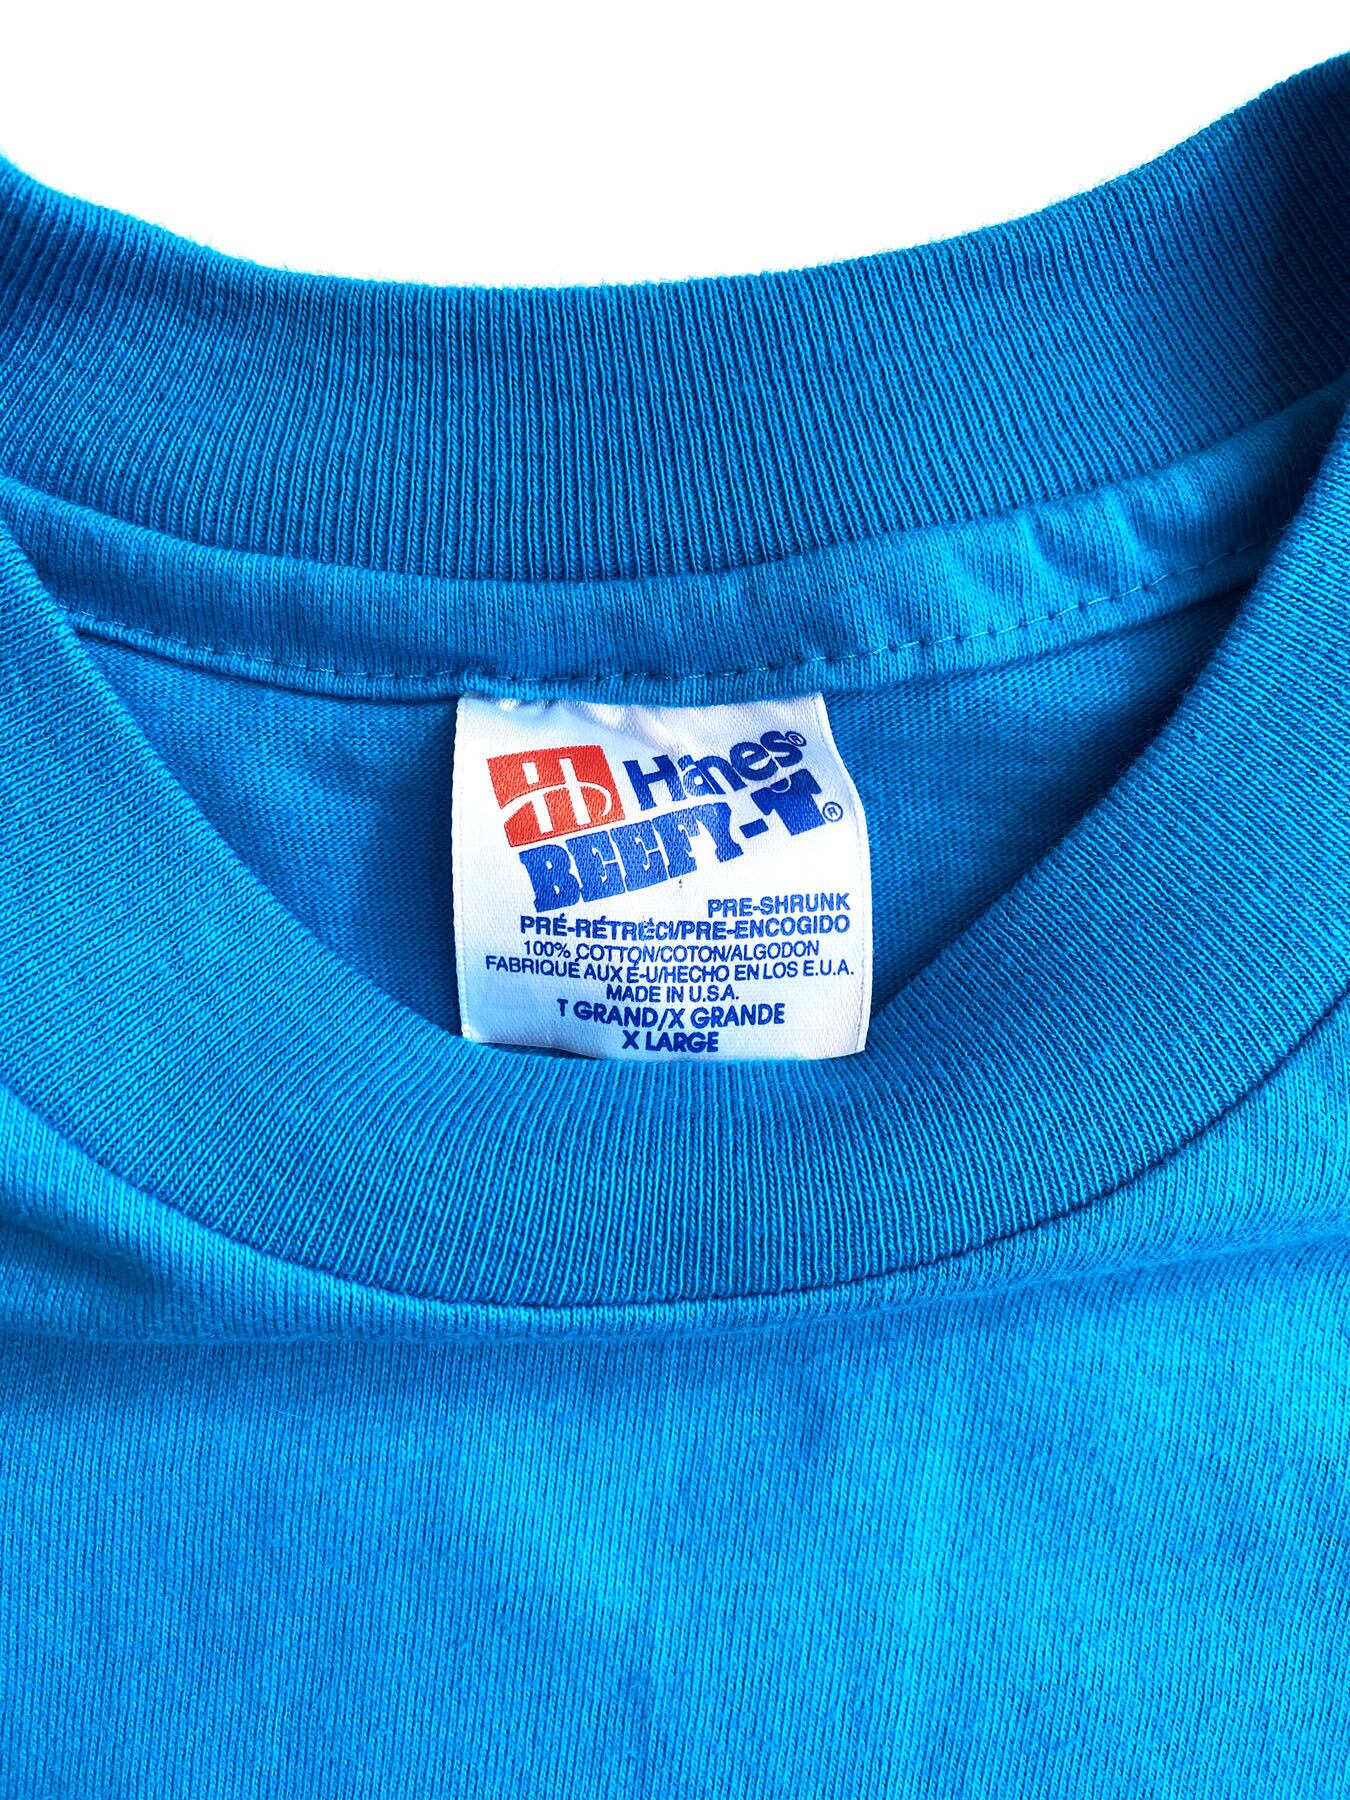 Hanes®
BEEFY-T®
PRE-SHRUNK
PRÉ-RÉTRÉCI/PRE-ENCOGIDO
100% COTTON/COTON/ALGODON
FABRIQUÉ AUX É-U/HECHO EN LOS E.U.A.
MADE IN U.S.A.
T GRAND/X GRANDE
X LARGE